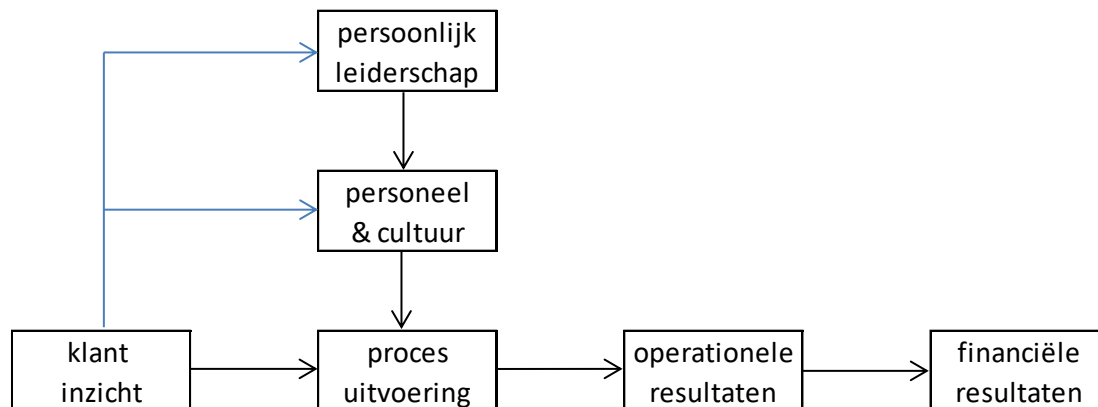 persoonlijk
leiderschap
personeel
& cultuur
klant
inzicht
proces
uitvoering
operationele
resultaten
financiële
resultaten